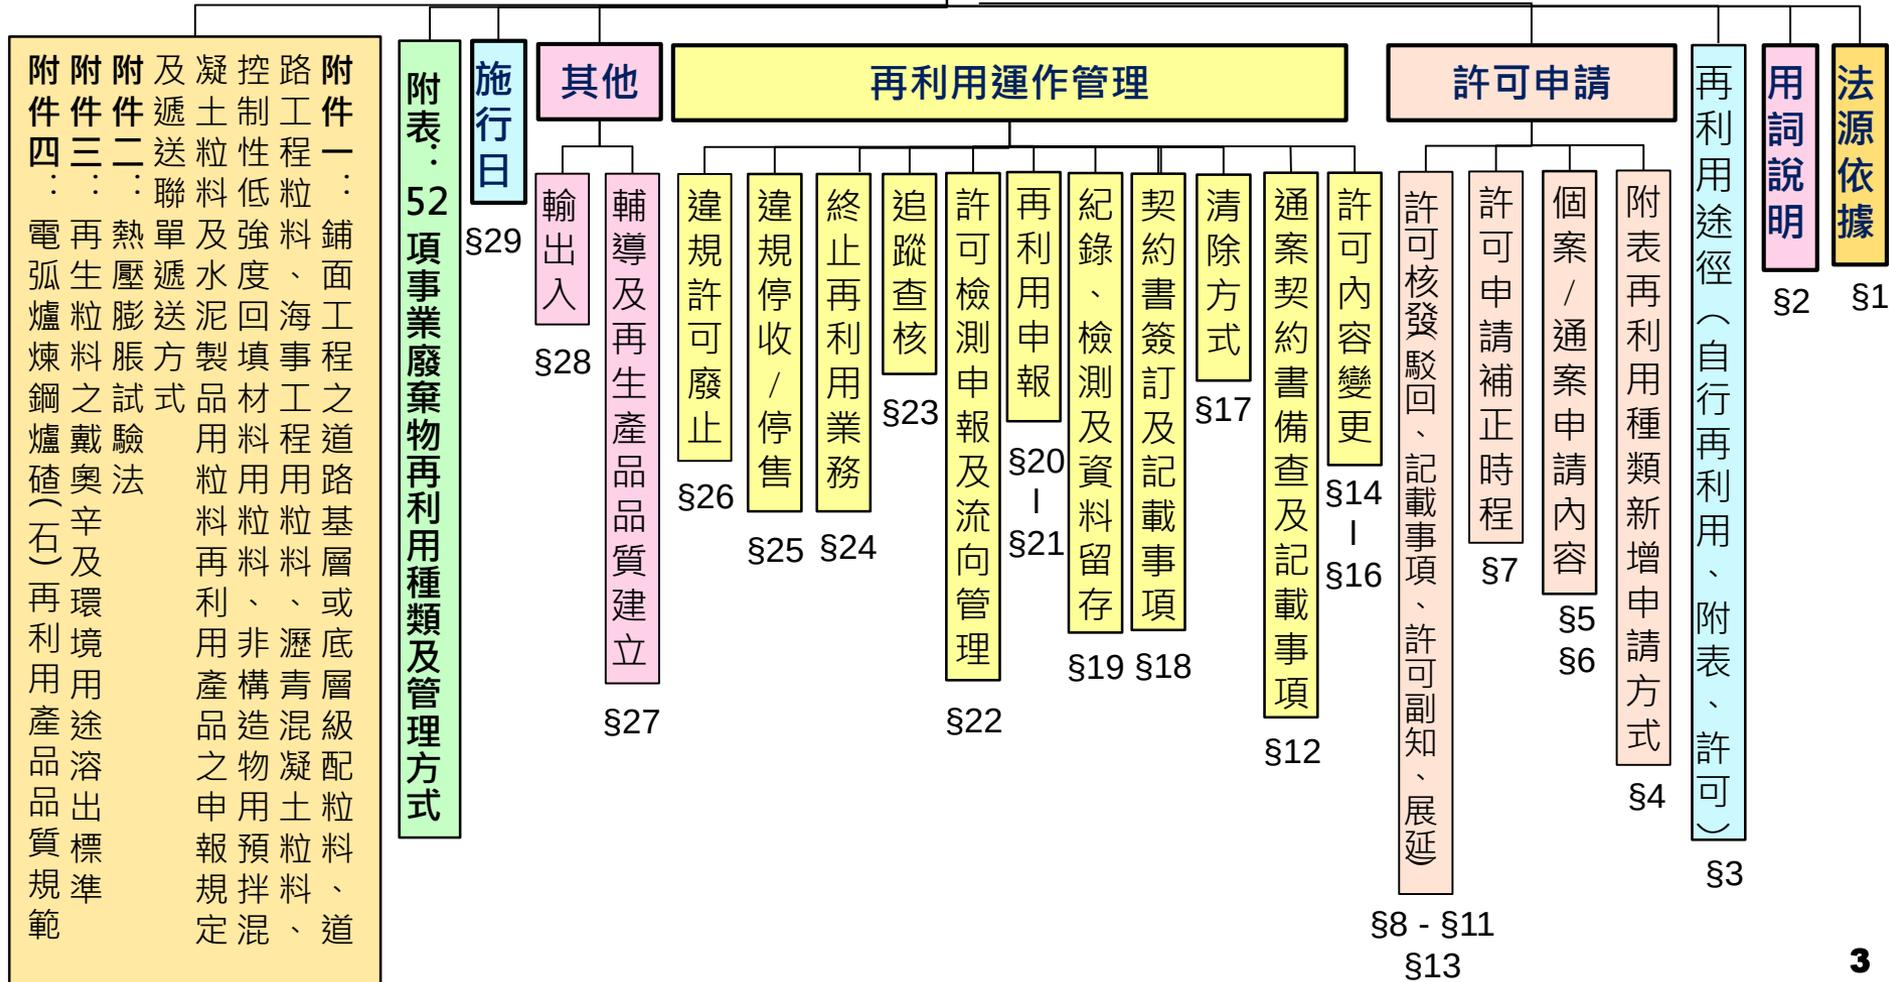 法源依據
§1
用詞說明
§2
再利用途徑（自行再利用、附表、許可）
§3
許可申請
附表再利用種類新增申請方式
§4
個案/通案申請內容
§5
§6
許可申請補正時程
§7
許可核發(駁回、記載事項、許可副知、展延)
§8 - §11
§13
再利用運作管理
許可內容變更
§14
I
§16
通案契約書備查及記載事項
§12
清除方式
§17
契約書簽訂及記載事項
§18
紀錄、檢測及資料留存
§19
再利用申報
§20
I
§21
許可檢測申報及流向管理
§22
追蹤查核
§23
終止再利用業務
§24
違規停收/停售
§25
違規許可廢止
§26
其他
輔導及再生產品品質建立
§27
輸出入
§28
施行日
§29
附表：52項事業廢棄物再利用種類及管理方式
附件一：鋪面工程之道路基層或底層級配粒料、道
路工程粒料、海事工程用粒料、瀝青混凝土粒料、
控制性低強度回填材料用粒料、非構造物用預拌混
凝土粒料及水泥製品用粒料再利用產品之申報規定
及遞送聯單遞送方式
附件二：熱壓膨脹試驗法
附件三：再生粒料之戴奧辛及環境用途溶出標準
附件四：電弧爐煉鋼爐碴(石)再利用產品品質規範
3